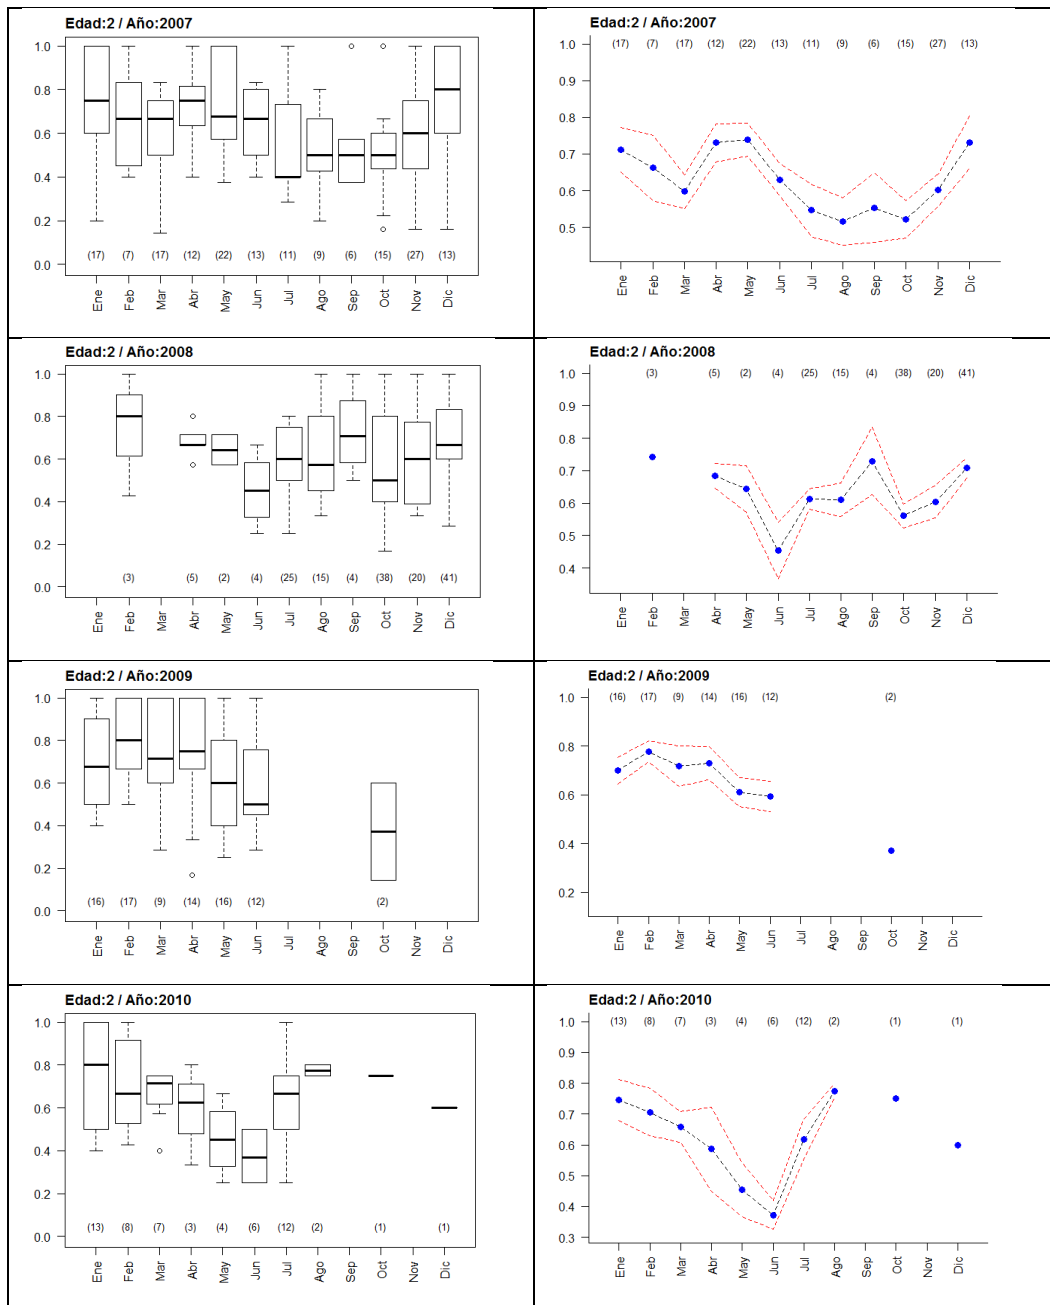 Edad:2 / Año:2007
1.0
0.8
0.6
0.4
0.2
0.0
(17) (7) (17) (12) (22) (13) (11) (9) (6) (15) (27) (13)
Ene Feb Mar Abr May Jun Jul Ago Sep Oct Nov Dic
Edad:2 / Año:2007
(17) (7) (17) (12) (22) (13) (11) (9) (6) (15) (27) (13)
1.0
0.9
0.8
0.7
0.6
0.5
Ene Feb Mar Abr May Jun Jul Ago Sep Oct Nov Dic
Edad:2 / Año:2008
1.0
0.8
0.6
0.4
0.2
0.0
(3) (5) (2) (4) (25) (15) (4) (38) (20) (41)
Ene Feb Mar Abr May Jun Jul Ago Sep Oct Nov Dic
Edad:2 / Año:2008
(3) (5) (2) (4) (25) (15) (4) (38) (20) (41)
1.0
0.9
0.8
0.7
0.6
0.5
0.4
Ene Feb Mar Abr May Jun Jul Ago Sep Oct Nov Dic
Edad:2 / Año:2009
1.0
0.8
0.6
0.4
0.2
0.0
(16) (17) (9) (14) (16) (12) (2)
Ene Feb Mar Abr May Jun Jul Ago Sep Oct Nov Dic
Edad:2 / Año:2009
(16) (17) (9) (14) (16) (12) (2)
1.0
0.8
0.6
0.4
0.2
Ene Feb Mar Abr May Jun Jul Ago Sep Oct Nov Dic
Edad:2 / Año:2010
1.0
0.8
0.6
0.4
0.2
0.0
(13) (8) (7) (3) (4) (6) (12) (2) (1) (1)
Ene Feb Mar Abr May Jun Jul Ago Sep Oct Nov Dic
Edad:2 / Año:2010
(13) (8) (7) (3) (4) (6) (12) (2) (1) (1)
1.0
0.9
0.8
0.7
0.6
0.5
0.4
0.3
Ene Feb Mar Abr May Jun Jul Ago Sep Oct Nov Dic